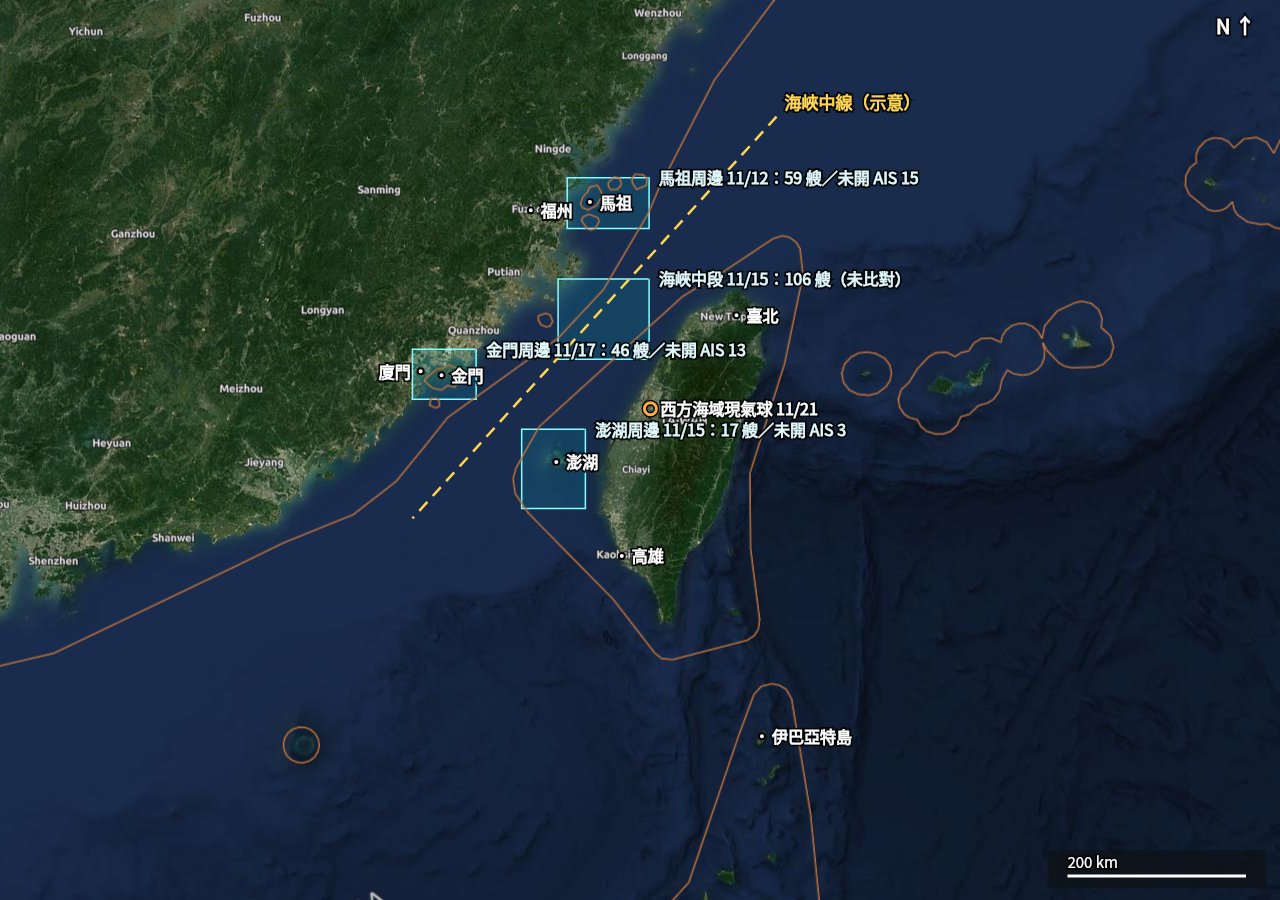 Wenzhou
Fuzhou
N ↑
Yichun
Longgang
海峽中線（示意）
Ningde
馬祖周邊 11/12：59 艘／未開 AIS 15
Sanming
馬祖
福州
Ganzhou
Putian
海峽中段 11/15：106 艘（未比對）
Longyan
臺北
Quanzhou
aoguan
金門周邊 11/17：46 艘／未開 AIS 13
廈門
金門
Meizhou
西方海域現氣球 11/21
澎湖周邊 11/15：17 艘／未開 AIS 3
Heyuan
Jieyang
澎湖
Chiayi
Huizhou
Shanwei
高雄
Shenzhen
伊巴亞特島
200 km